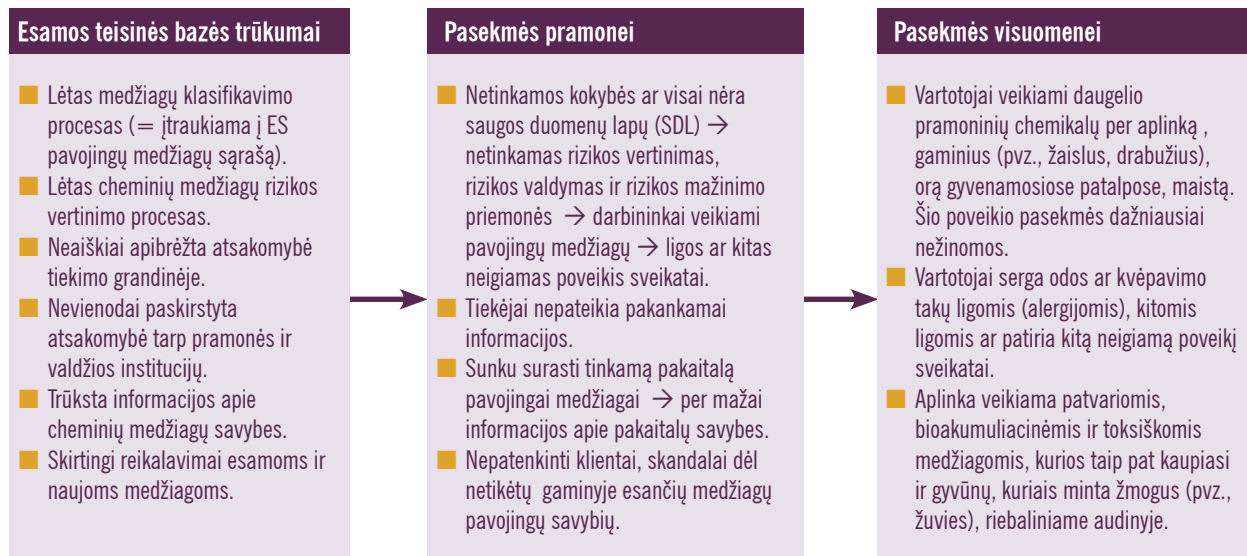 Esamos teisinės bazės trūkumai
Lėtas medžiagų klasifikavimo
procesas (= įtraukiama į ES
pavojingų medžiagų sąrašą).
Lėtas cheminių medžiagų rizikos
vertinimo procesas.
Neaiškiai apibrėžta atsakomybė
tiekimo grandinėje.
Nevienodai paskirstyta
atsakomybė tarp pramonės ir
valdžios institucijų.
Trūksta informacijos apie
cheminių medžiagų savybes.
Skirtingi reikalavimai esamoms ir
naujoms medžiagoms.
Pasekmės pramonei
Netinkamos kokybės ar visai nėra
saugos duomenų lapų (SDL) →
netinkamas rizikos vertinimas,
rizikos valdymas ir rizikos mažinimo
priemonės → darbininkai veikiami
pavojingų medžiagų → ligos ar kitas
neigiamas poveikis sveikatai.
Tiekėjai nepateikia pakankamai
informacijos.
Sunku surasti tinkamą pakaitalą
pavojingai medžiagai → per mažai
informacijos apie pakaitalų savybes.
Nepatenkinti klientai, skandalai dėl
netikėtų gaminyje esančių medžiagų
pavojingų savybių.
Pasekmės visuomenei
Vartotojai veikiami daugelio
pramoninių chemikalų per aplinką ,
gaminius (pvz., žaislus, drabužius),
orą gyvenamosiose patalpose, maistą.
Šio poveikio pasekmės dažniausiai
nežinomos.
Vartotojai serga odos ar kvėpavimo
takų ligomis (alergijomis), kitomis
ligomis ar patiria kitą neigiamą poveikį
sveikatai.
Aplinka veikiama patvariomis,
bioakumuliacinėmis ir toksiškomis
medžiagomis, kurios taip pat kaupiasi
ir gyvūnų, kuriais minta žmogus (pvz.,
žuvies), riebaliniame audinyje.